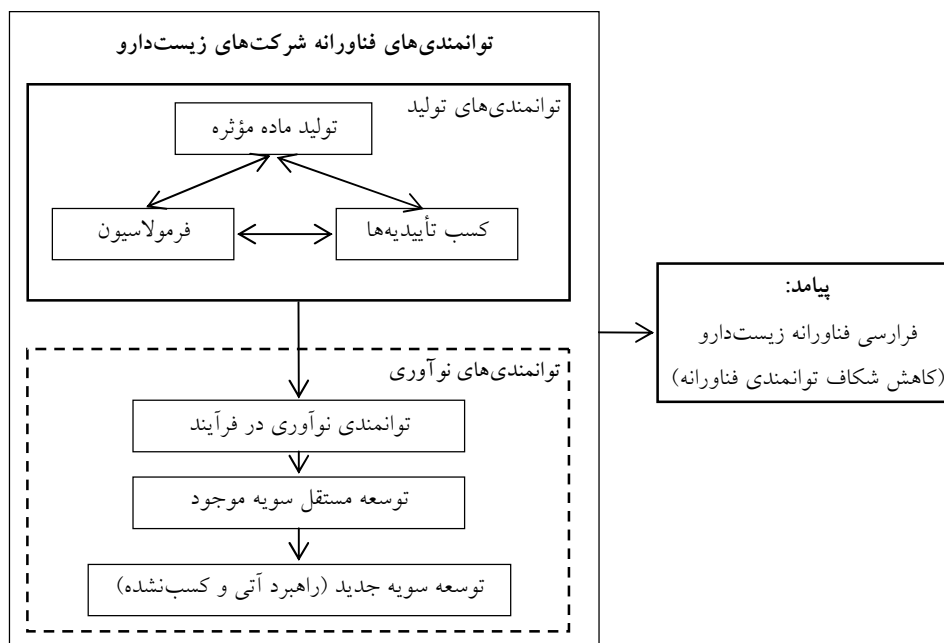 توانمندی‌های فناورانه شرکت‌های زیست‌دارو
توانمندی‌های تولید
تولید ماده مؤثره
کسب تأییدیه‌ها
فرمولاسیون
توانمندی‌های نوآوری
توانمندی نوآوری در فرآیند
توسعه مستقل سویه موجود
توسعه سویه جدید (راهبرد آتی و کسب‌نشده)
پیامد:
فرارسی فناورانه زیست‌دارو
(کاهش شکاف توانمندی فناورانه)